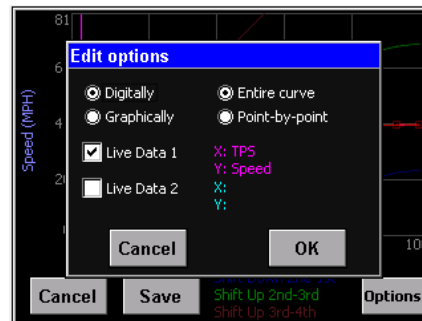 81
Edit options
6
Digitally
Entire curve
Graphically
Point-by-point
Speed (MPH)
4
Live Data 1
X: TPS
Y: Speed
2
Live Data 2
X:
Y:
Cancel
OK
10
Cancel
Save
Shift Up 2nd-3rd
Shift Up 3rd-4th
Options